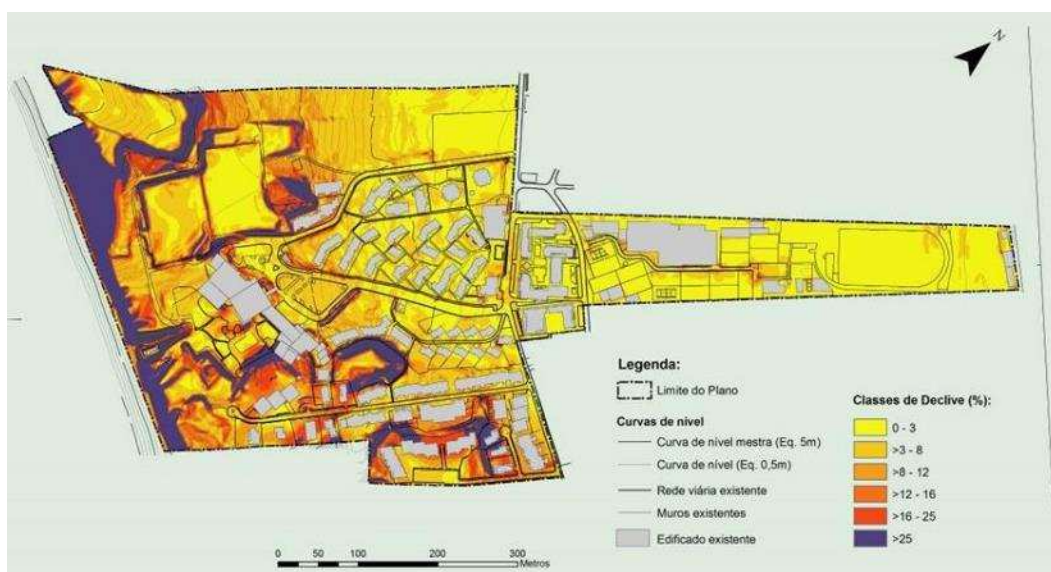 N
Legenda:
Limite do Plano
Curvas de nível
Curva de nível mestra (Eq. 5m)
Curva de nível (Eq. 0,5m)
Rede viária existente
Muros existentes
Edificado existente
Classes de Declive (%):
0 - 3
>3 - 8
>8 - 12
>12 - 16
>16 - 25
>25
0 50 100 200 300
Metros